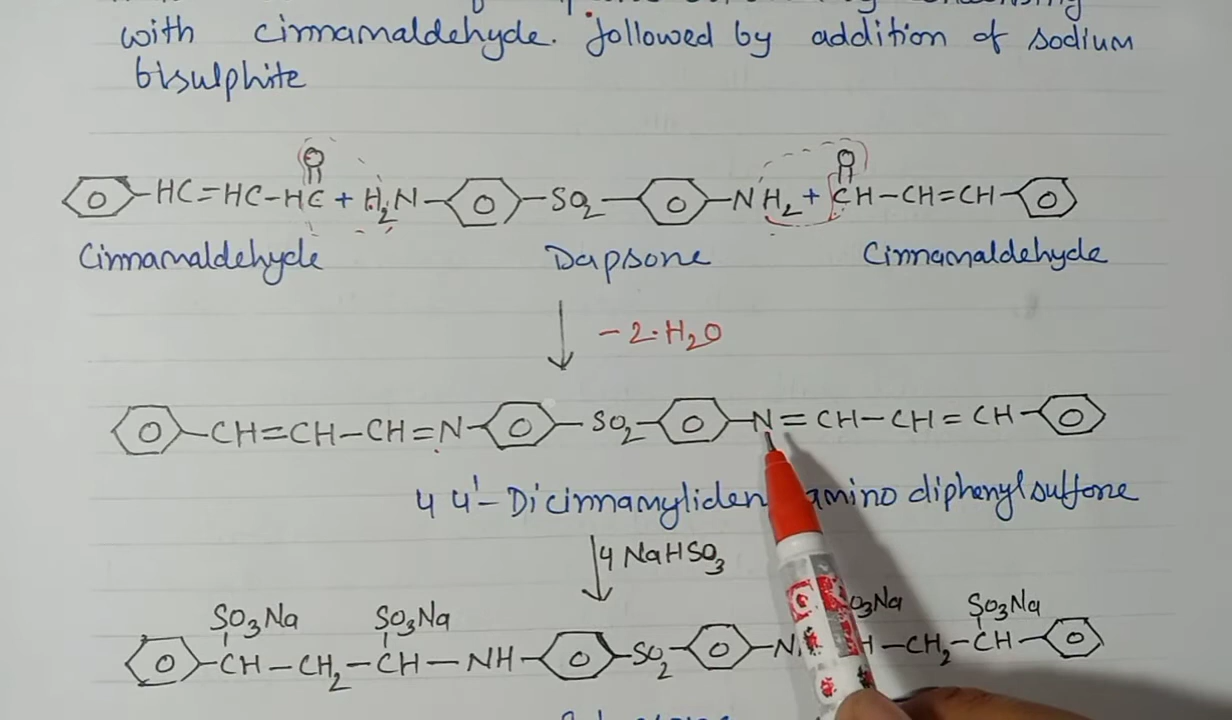 with cinnamaldehyde. followed by addition of sodium
bisulphite
O
O
HC=HC-HC + H₂N SO₂ NH₂ + CH-CH=CH
Cinnamaldehyde Dapsone Cinnamaldehyde
-2·H₂O
CH=CH-CH=N SO₂ N=CH-CH=CH
4 4'-Dicinnamyliden amino diphenylsulfone
4 NaHSO₃
SO₃Na SO₃Na O₃Na SO₃Na
CH-CH₂-CH-NH SO₂ N H-CH₂-CH